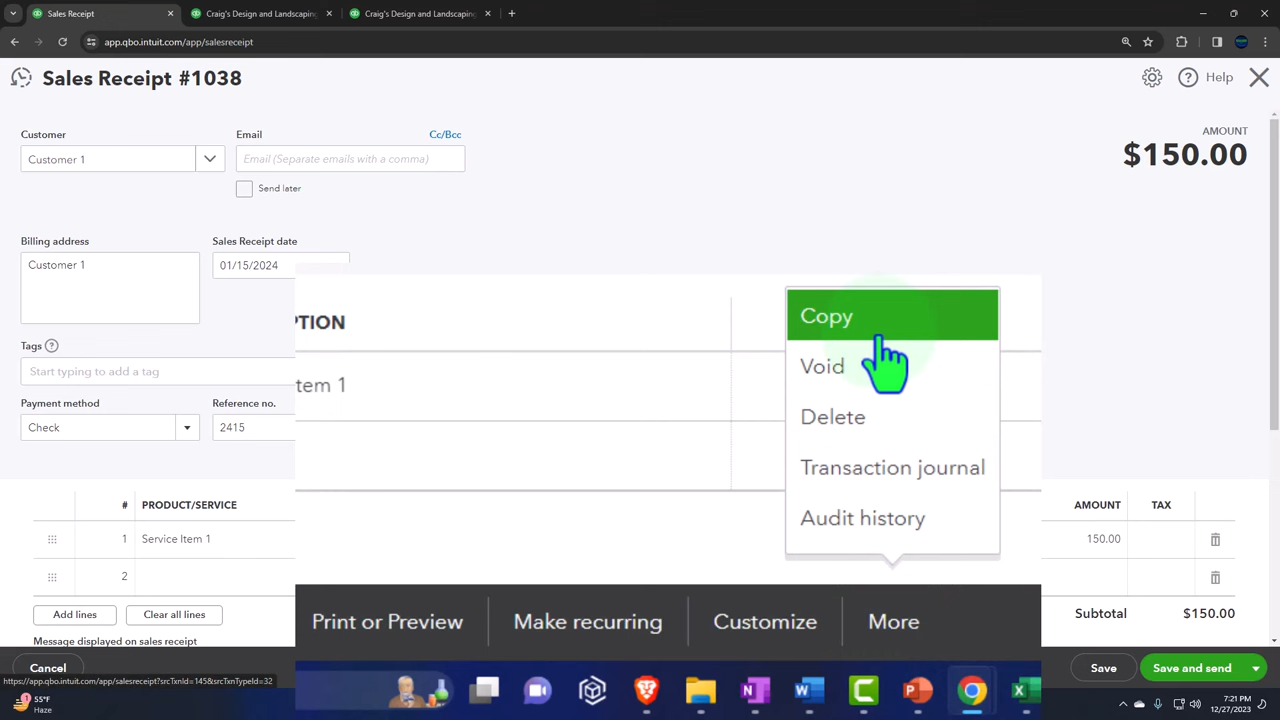 Sales Receipt
Craig's Design and Landscaping
Craig's Design and Landscaping
app.qbo.intuit.com/app/salesreceipt
Sales Receipt #1038
Help
Customer
Email
Cc/Bcc
AMOUNT
Customer 1
Email (Separate emails with a comma)
$150.00
Send later
Billing address
Sales Receipt date
Customer 1
01/15/2024
Tags
Start typing to add a tag
Payment method
Reference no.
Check
2415
PTION
Copy
tem 1
Void
Delete
Transaction journal
Audit history
# PRODUCT/SERVICE
AMOUNT
TAX
1 Service Item 1
150.00
2
Add lines
Clear all lines
Subtotal
$150.00
Message displayed on sales receipt
Print or Preview
Make recurring
Customize
More
Cancel
Save
Save and send
https://app.qbo.intuit.com/app/salesreceipt?srcTxnId=145&srcTxnTypeId=32
55°F
Haze
7:21 PM
12/27/2023